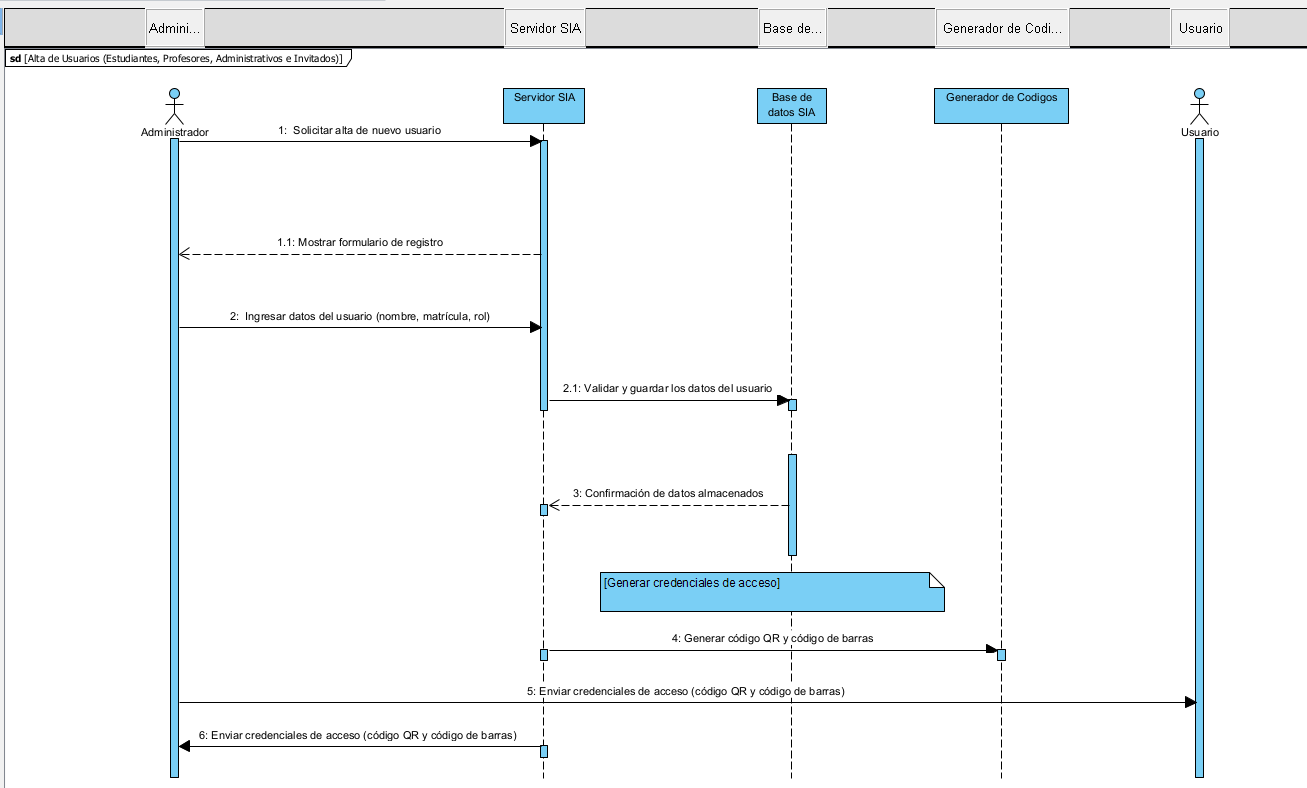 Admini...
Servidor SIA
Base de...
Generador de Codi...
Usuario
sd [Alta de Usuarios (Estudiantes, Profesores, Administrativos e Invitados)]
Servidor SIA
Base de
datos SIA
Generador de Codigos
Administrador
Usuario
1: Solicitar alta de nuevo usuario
1.1: Mostrar formulario de registro
2: Ingresar datos del usuario (nombre, matrícula, rol)
2.1: Validar y guardar los datos del usuario
3: Confirmación de datos almacenados
[Generar credenciales de acceso]
4: Generar código QR y código de barras
5: Enviar credenciales de acceso (código QR y código de barras)
6: Enviar credenciales de acceso (código QR y código de barras)